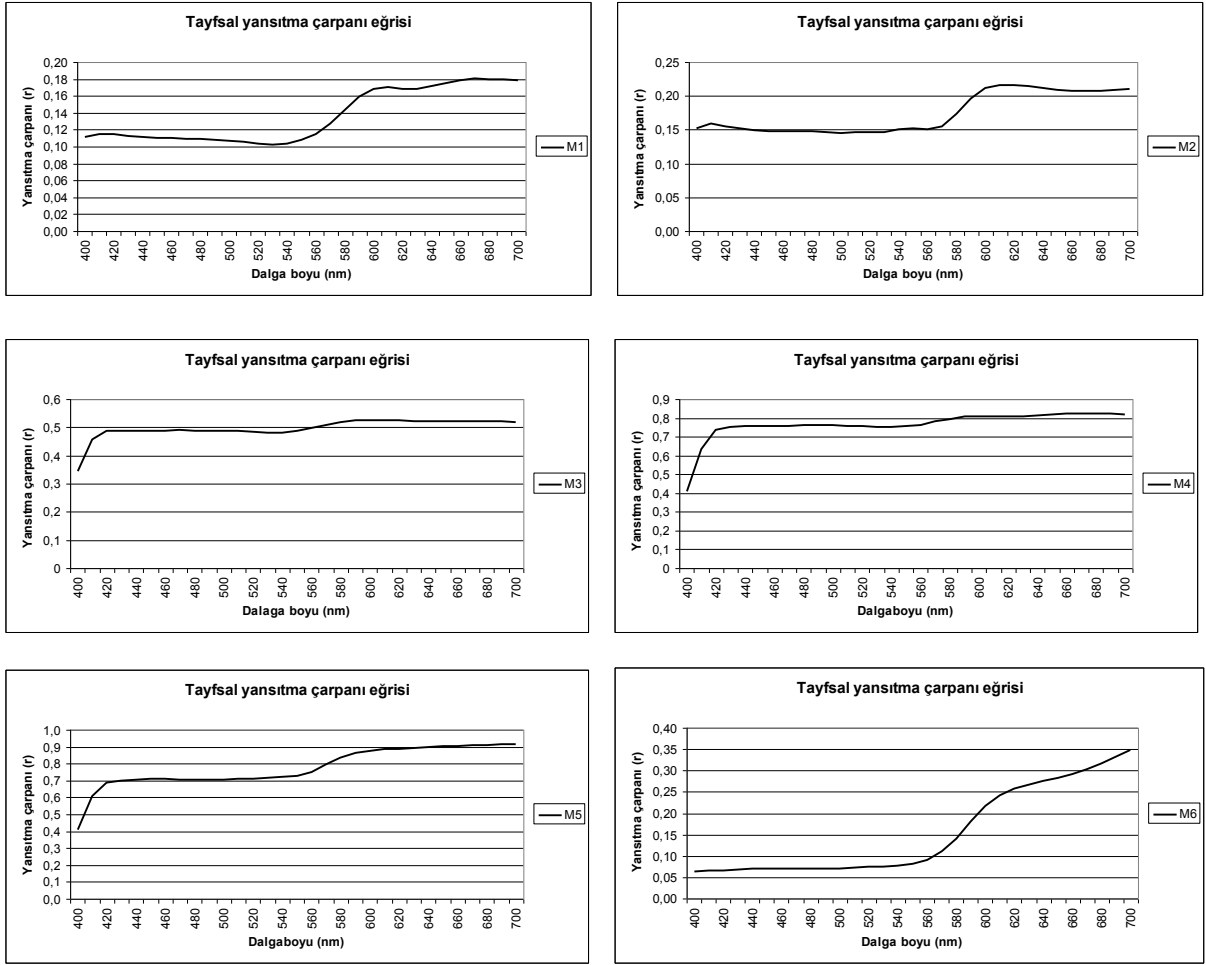 Tayfsal yansıtma çarpanı eğrisi
Yansıtma çarpanı (r)
0,20
0,18
0,16
0,14
0,12
0,10
0,08
0,06
0,04
0,02
0,00
400 420 440 460 480 500 520 540 560 580 600 620 640 660 680 700
Dalga boyu (nm)
M1
Tayfsal yansıtma çarpanı eğrisi
Yansıtma çarpanı (r)
0,25
0,20
0,15
0,10
0,05
0,00
400 420 440 460 480 500 520 540 560 580 600 620 640 660 680 700
Dalga boyu (nm)
M2
Tayfsal yansıtma çarpanı eğrisi
Yansıtma çarpanı (r)
0,6
0,5
0,4
0,3
0,2
0,1
0
400 420 440 460 480 500 520 540 560 580 600 620 640 660 680 700
Dalaga boyu (nm)
M3
Tayfsal yansıtma çarpanı eğrisi
Yansıtma çarpanı (r)
0,9
0,8
0,7
0,6
0,5
0,4
0,3
0,2
0,1
0
400 420 440 460 480 500 520 540 560 580 600 620 640 660 680 700
Dalgaboyu (nm)
M4
Tayfsal yansıtma çarpanı eğrisi
Yansıtma çarpanı (r)
1,0
0,9
0,8
0,7
0,6
0,5
0,4
0,3
0,2
0,1
0,0
400 420 440 460 480 500 520 540 560 580 600 620 640 660 680 700
Dalgaboyu (nm)
M5
Tayfsal yansıtma çarpanı eğrisi
Yansıtma çarpanı (r)
0,40
0,35
0,30
0,25
0,20
0,15
0,10
0,05
0,00
400 420 440 460 480 500 520 540 560 580 600 620 640 660 680 700
Dalga boyu (nm)
M6